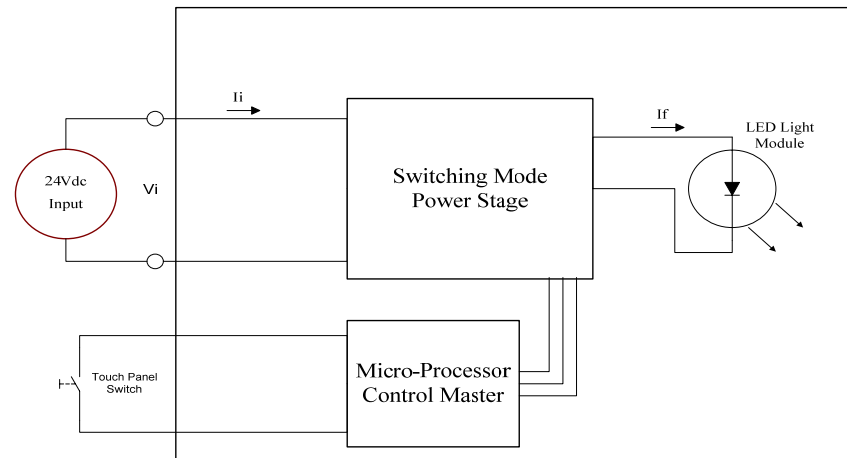 Ii
If
LED Light
Module
24Vdc
Input
Vi
Switching Mode
Power Stage
Touch Panel
Switch
Micro-Processor
Control Master